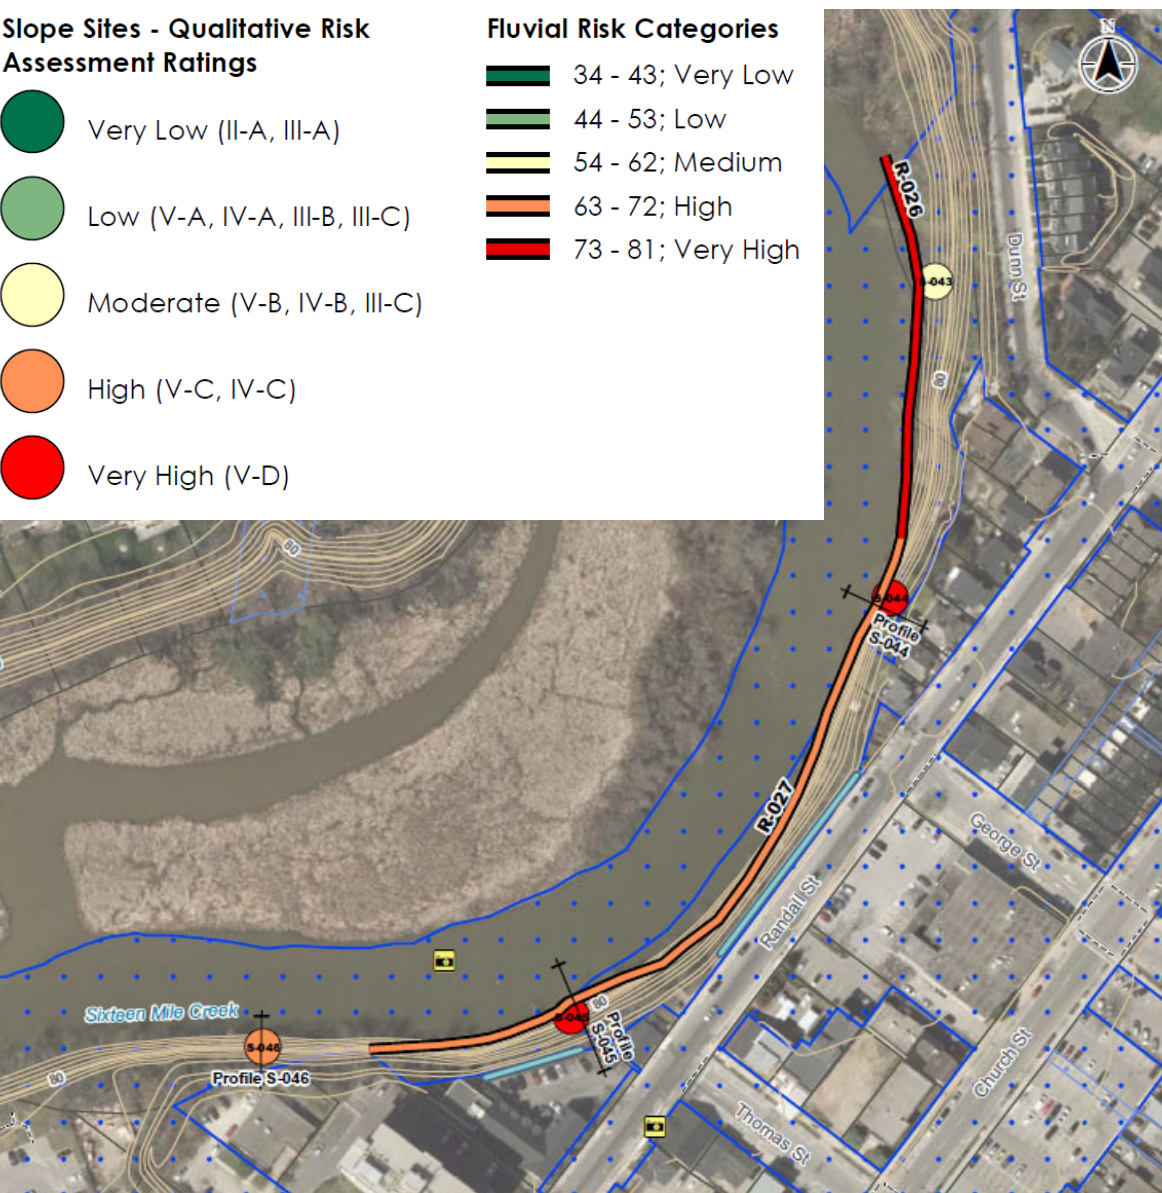 Slope Sites - Qualitative Risk
Assessment Ratings
Very Low (II-A, III-A)
Low (V-A, IV-A, III-B, III-C)
Moderate (V-B, IV-B, III-C)
High (V-C, IV-C)
Very High (V-D)
Fluvial Risk Categories
34 - 43; Very Low
44 - 53; Low
54 - 62; Medium
63 - 72; High
73 - 81; Very High
N
R-026
Dunn St
S-043
80
80
S-044
Profile
S-044
R-027
George St
Randall St
Sixteen Mile Creek
80
S-045
Profile
S-045
S-046
Profile S-046
80
Church St
Thomas St